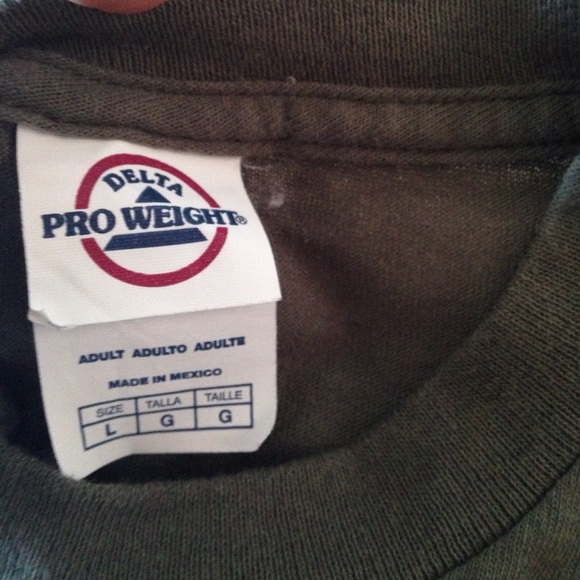 DELTA
PRO WEIGHT®
ADULT ADULTO ADULTE
MADE IN MEXICO
SIZE TALLA TAILLE
L G G